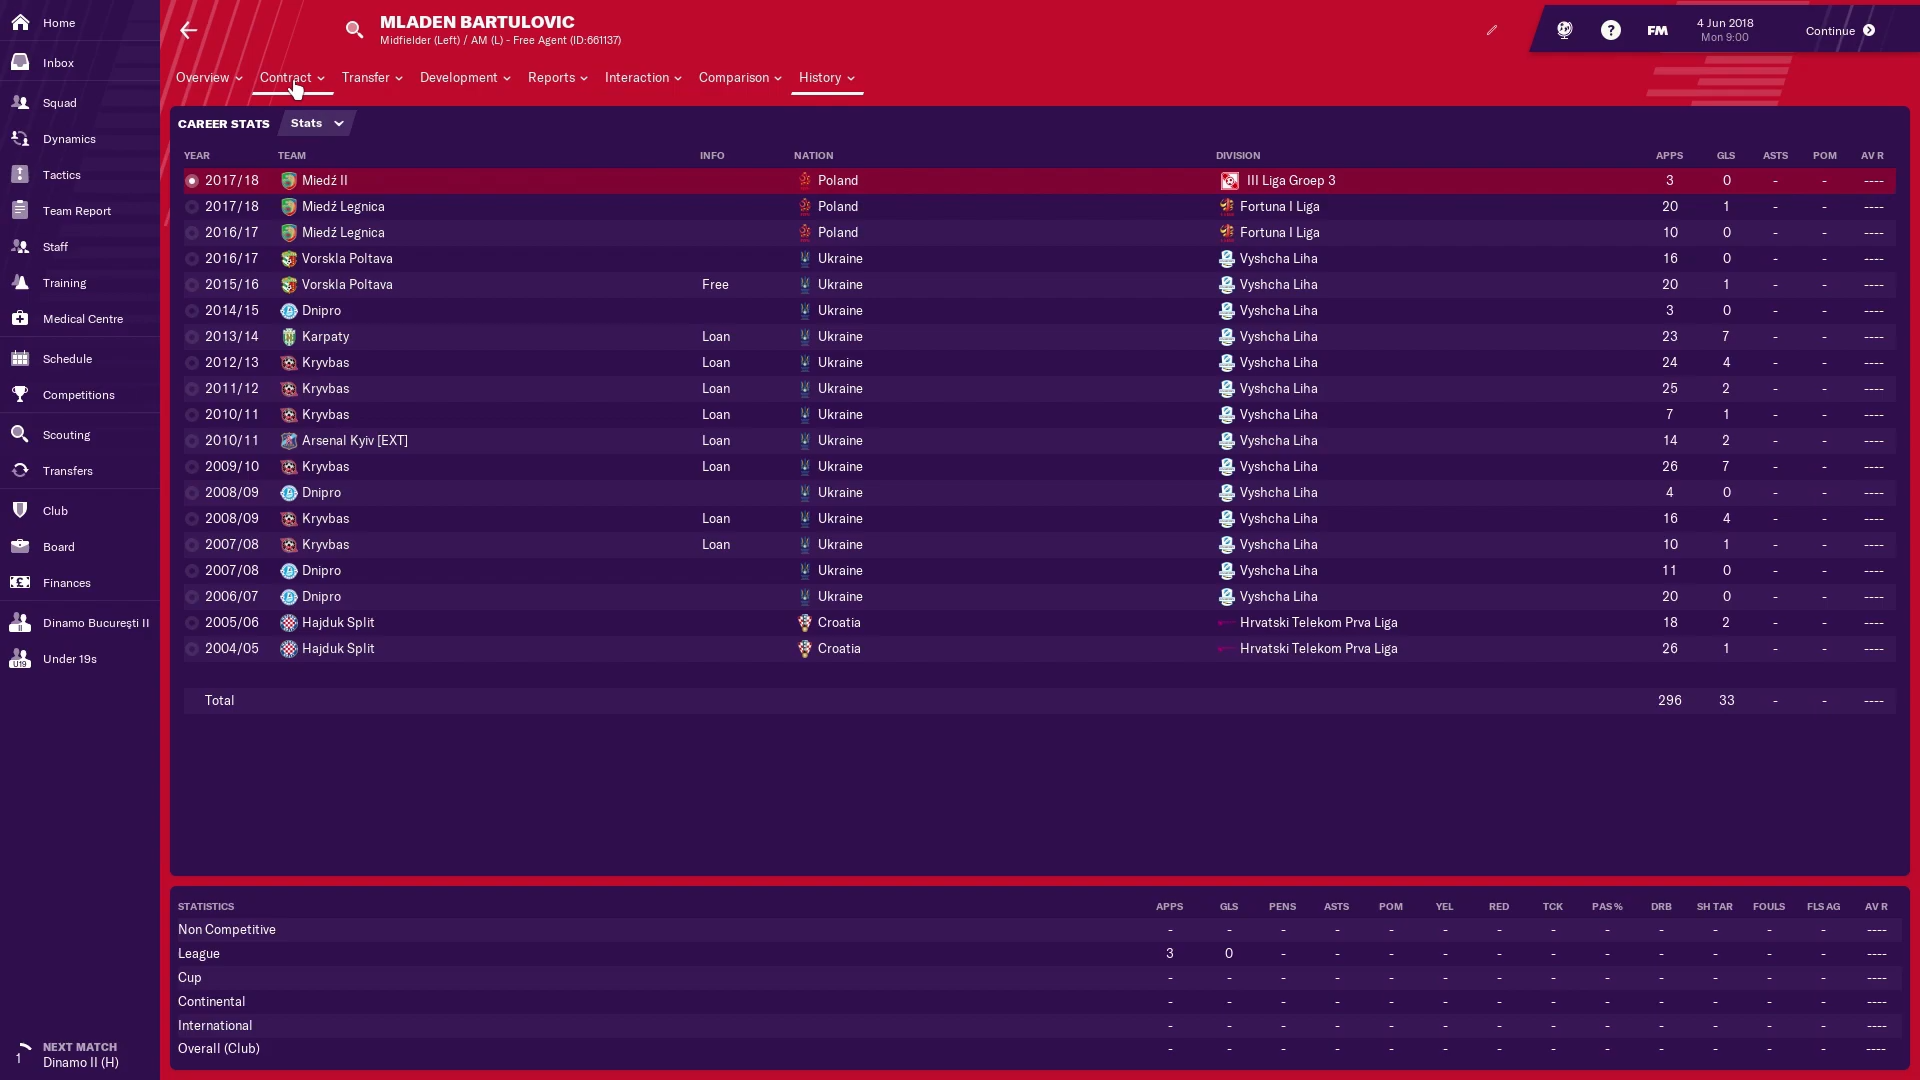 Home
Inbox
Squad
Dynamics
Tactics
Team Report
Staff
Training
Medical Centre
Schedule
Competitions
Scouting
Transfers
Club
Board
Finances
Dinamo Bucureşti II
U19 Under 19s
1 NEXT MATCH
Dinamo II (H)
MLADEN BARTULOVIC
Midfielder (Left) / AM (L) - Free Agent (ID:661137)
? FM 4 Jun 2018 Continue
Mon 9:00
Overview Contract Transfer Development Reports Interaction Comparison History
CAREER STATS Stats
YEAR TEAM INFO NATION DIVISION APPS GLS ASTS POM AV R
2017/18 Miedź II Poland III Liga Groep 3 3 0 - - ----
2017/18 Miedź Legnica Poland Fortuna I Liga 20 1 - - ----
2016/17 Miedź Legnica Poland Fortuna I Liga 10 0 - - ----
2016/17 Vorskla Poltava Ukraine Vyshcha Liha 16 0 - - ----
2015/16 Vorskla Poltava Free Ukraine Vyshcha Liha 20 1 - - ----
2014/15 Dnipro Ukraine Vyshcha Liha 3 0 - - ----
2013/14 Karpaty Loan Ukraine Vyshcha Liha 23 7 - - ----
2012/13 Kryvbas Loan Ukraine Vyshcha Liha 24 4 - - ----
2011/12 Kryvbas Loan Ukraine Vyshcha Liha 25 2 - - ----
2010/11 Kryvbas Loan Ukraine Vyshcha Liha 7 1 - - ----
2010/11 Arsenal Kyiv [EXT] Loan Ukraine Vyshcha Liha 14 2 - - ----
2009/10 Kryvbas Loan Ukraine Vyshcha Liha 26 7 - - ----
2008/09 Dnipro Ukraine Vyshcha Liha 4 0 - - ----
2008/09 Kryvbas Loan Ukraine Vyshcha Liha 16 4 - - ----
2007/08 Kryvbas Loan Ukraine Vyshcha Liha 10 1 - - ----
2007/08 Dnipro Ukraine Vyshcha Liha 11 0 - - ----
2006/07 Dnipro Ukraine Vyshcha Liha 20 0 - - ----
2005/06 Hajduk Split Croatia Hrvatski Telekom Prva Liga 18 2 - - ----
2004/05 Hajduk Split Croatia Hrvatski Telekom Prva Liga 26 1 - - ----
Total 296 33 - - ----
STATISTICS APPS GLS PENS ASTS POM YEL RED TCK PAS % DRB SH TAR FOULS FLS AG AV R
Non Competitive - - - - - - - - - - - - - ----
League 3 0 - - - - - - - - - - - ----
Cup - - - - - - - - - - - - - ----
Continental - - - - - - - - - - - - - ----
International - - - - - - - - - - - - - ----
Overall (Club) - - - - - - - - - - - - - ----